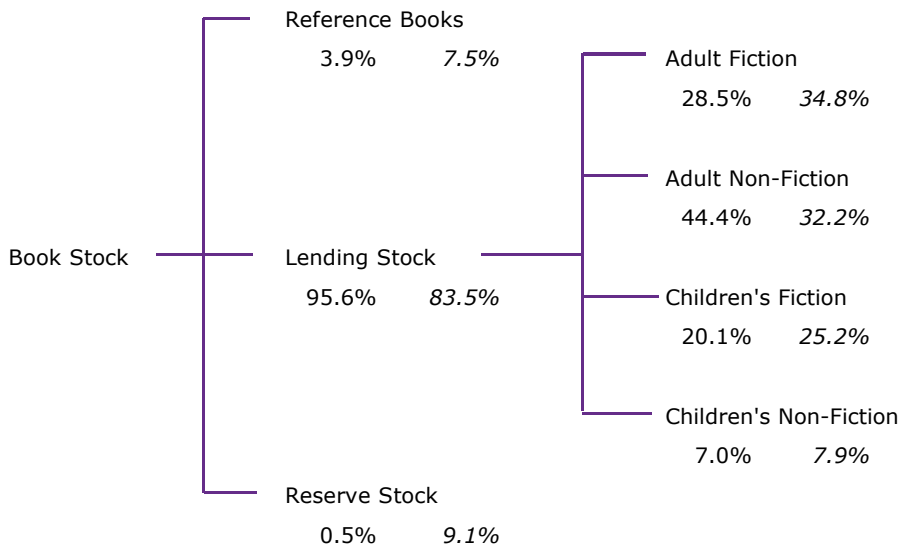 Reference Books
3.9% 7.5%
Adult Fiction
28.5% 34.8%
Adult Non-Fiction
44.4% 32.2%
Book Stock
Lending Stock
95.6% 83.5%
Children's Fiction
20.1% 25.2%
Children's Non-Fiction
7.0% 7.9%
Reserve Stock
0.5% 9.1%